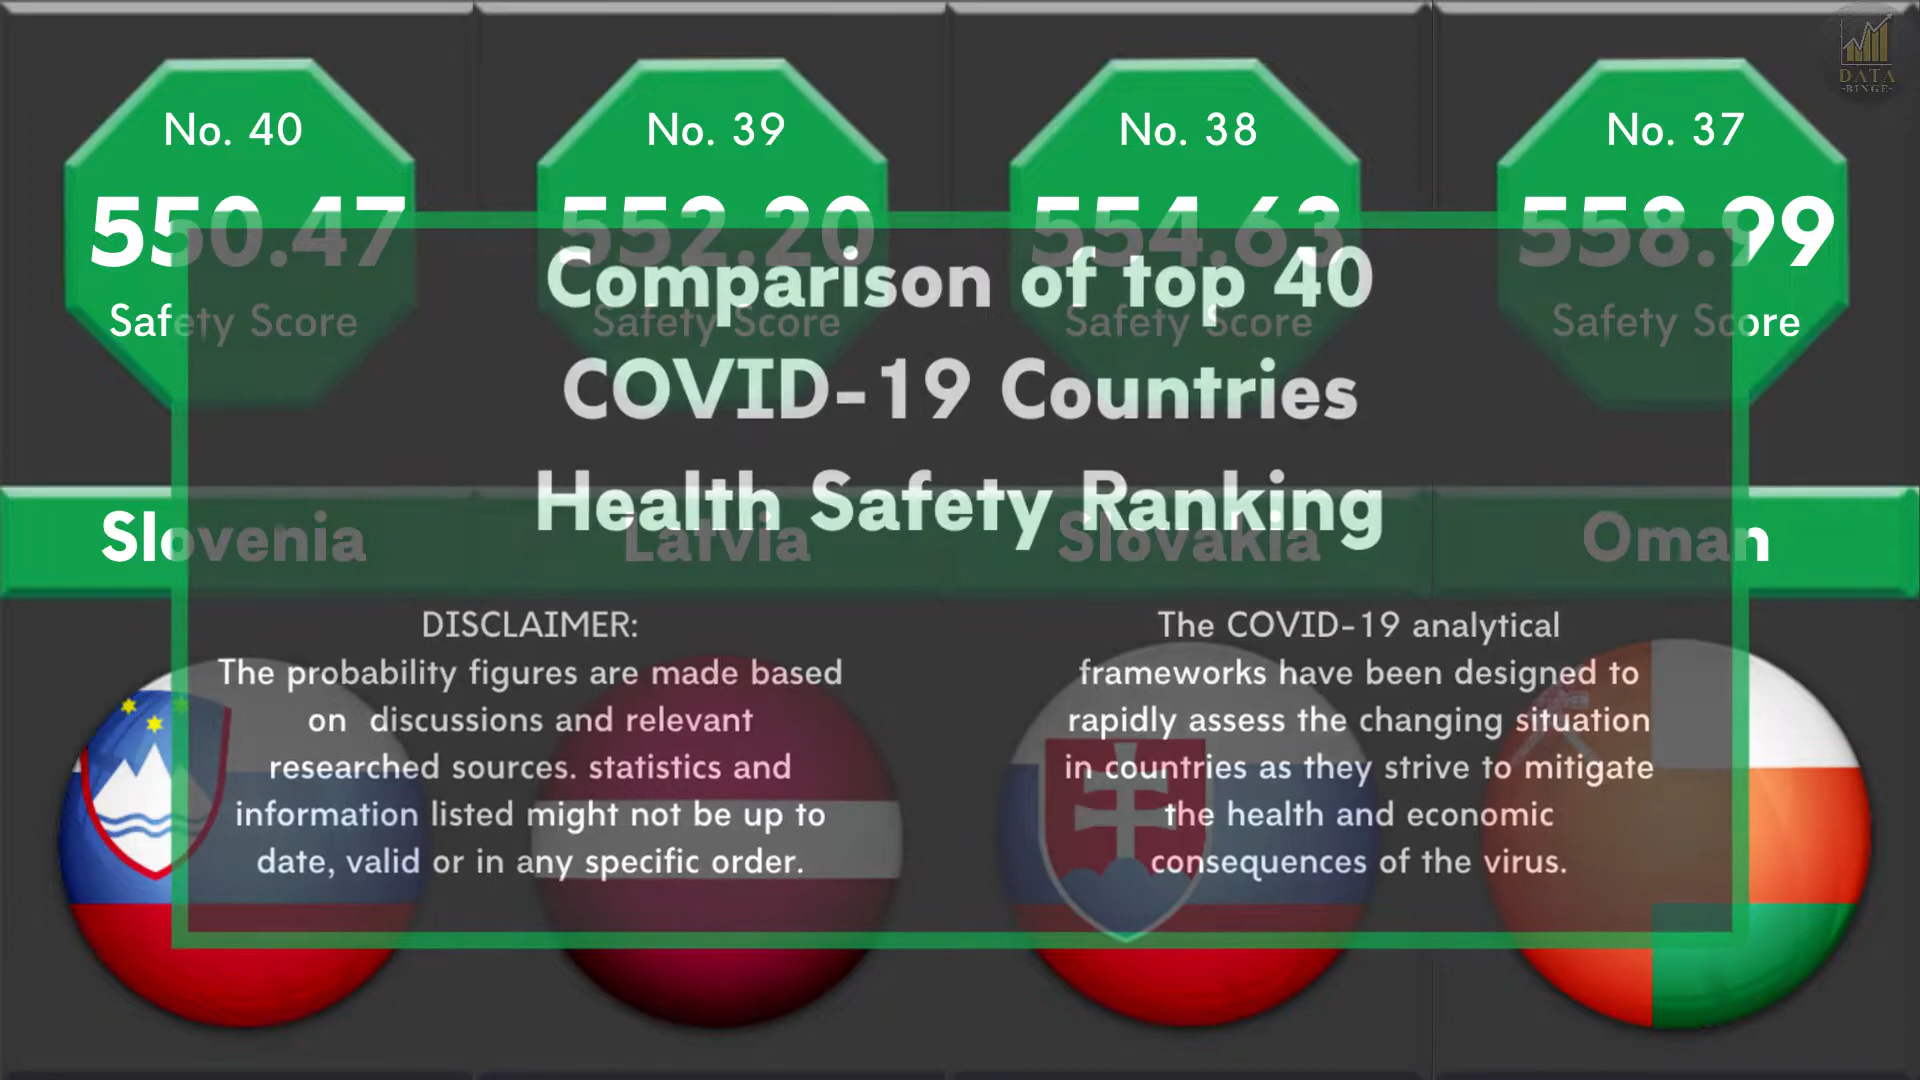 DATA
-BINGE-
No. 40
No. 39
No. 38
No. 37
550.47
552.20
554.63
558.99
Safety Score
Safety Score
Safety Score
Safety Score
Comparison of top 40
COVID-19 Countries
Health Safety Ranking
Slovenia
Latvia
Slovakia
Oman
DISCLAIMER:
The probability figures are made based
on discussions and relevant
researched sources. statistics and
information listed might not be up to
date, valid or in any specific order.
The COVID-19 analytical
frameworks have been designed to
rapidly assess the changing situation
in countries as they strive to mitigate
the health and economic
consequences of the virus.